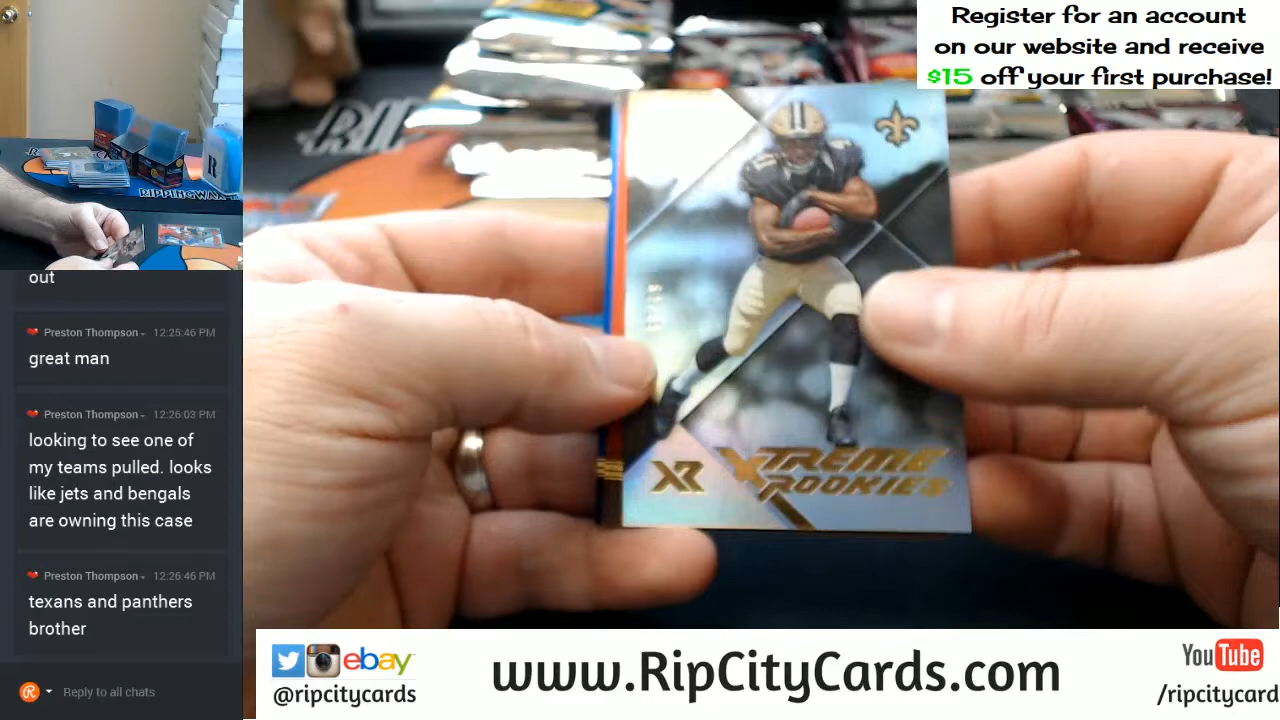 Register for an account
on our website and receive
$15 off your first purchase!
RIPPINGWAX
out
Preston Thompson 12:25:46 PM
great man
Preston Thompson 12:26:03 PM
looking to see one of
my teams pulled. looks
like jets and bengals
are owning this case
Preston Thompson 12:26:46 PM
texans and panthers
brother
Reply to all chats
XR XTREME
ROOKIES
ebay
@ripcitycards
www.RipCityCards.com
YouTube
/ripcitycard